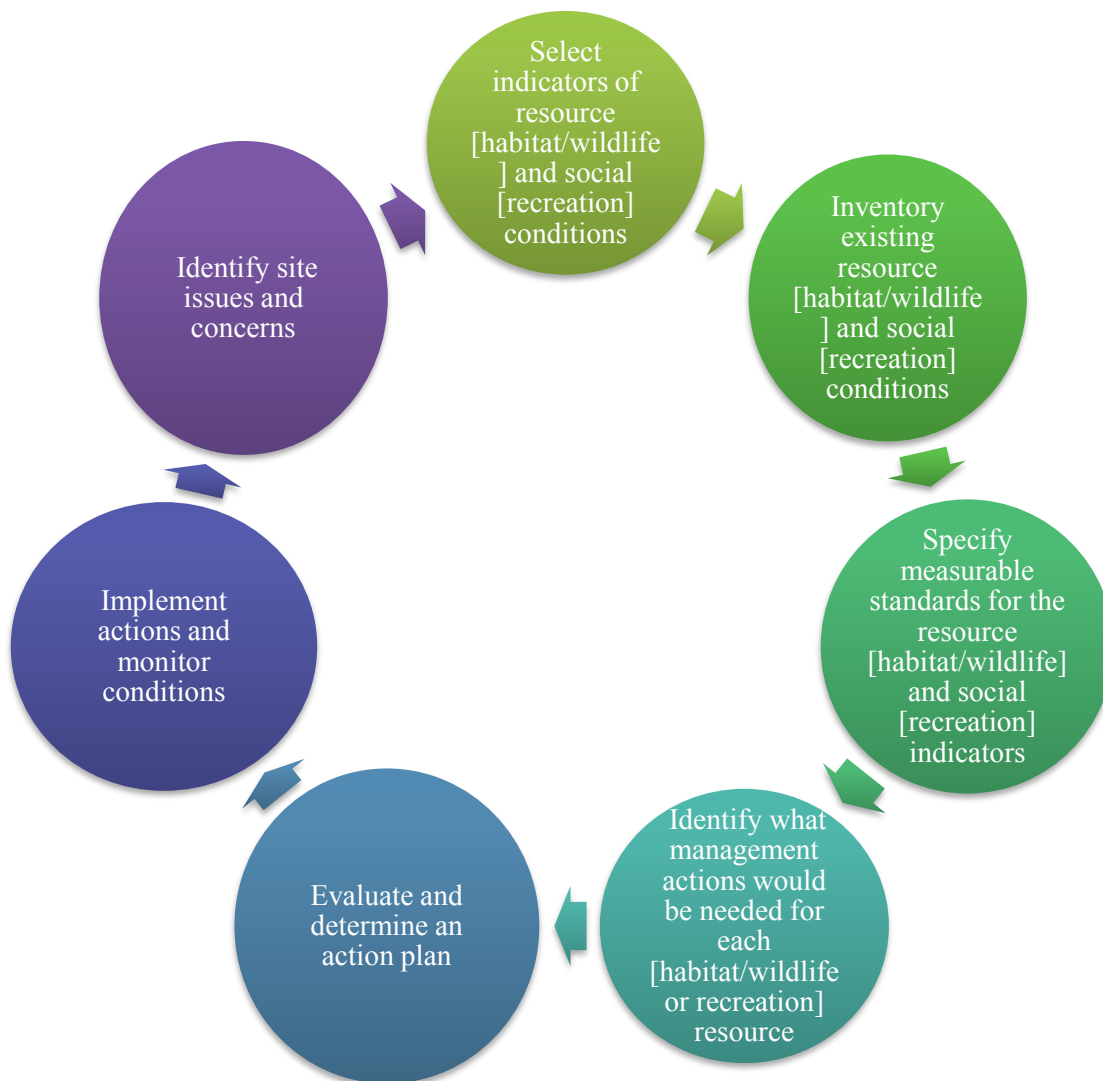 Select
indicators of
resource
[habitat/wildlife
] and social
[recreation]
conditions
Inventory
existing
resource
[habitat/wildlife
] and social
[recreation]
conditions
Specify
measurable
standards for the
resource
[habitat/wildlife]
and social
[recreation]
indicators
Identify what
management
actions would
be needed for
each
[habitat/wildlife
or recreation]
resource
Evaluate and
determine an
action plan
Implement
actions and
monitor
conditions
Identify site
issues and
concerns